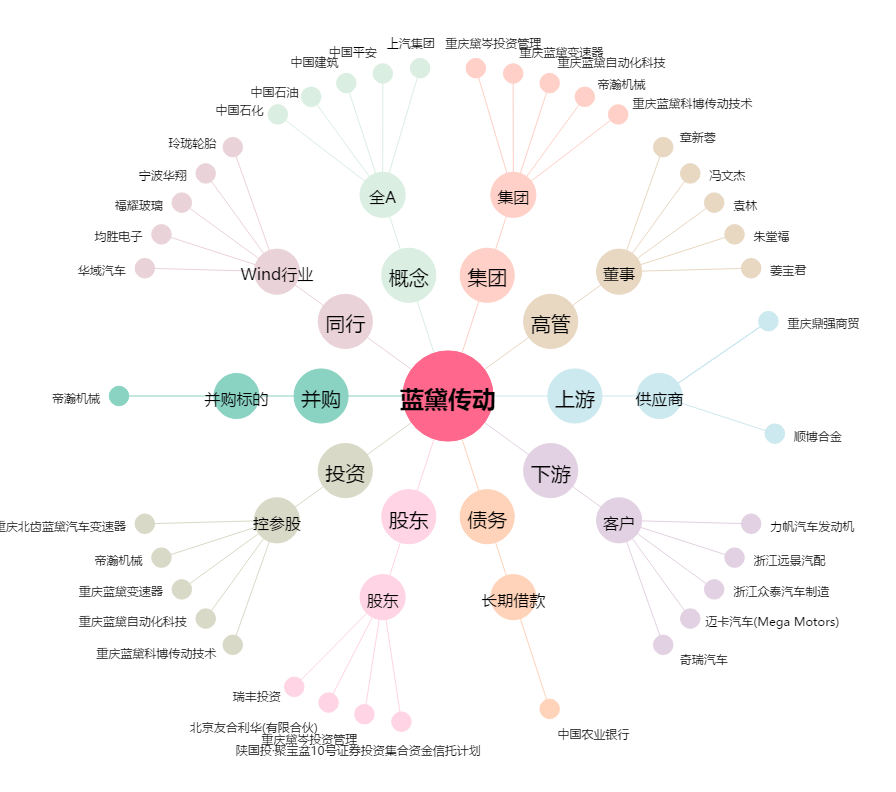 上汽集团
中国平安
中国建筑
中国石油
中国石化
重庆黛岑投资管理
重庆蓝黛变速器
重庆蓝黛自动化科技
帝瀚机械
重庆蓝黛科博传动技术
玲珑轮胎
宁波华翔
福耀玻璃
均胜电子
华域汽车
全A
集团
章新蓉
冯文杰
袁林
朱堂福
姜宝君
Wind行业
概念
集团
董事
同行
高管
重庆鼎强商贸
帝瀚机械
并购标的
并购
蓝黛传动
上游
供应商
顺博合金
投资
下游
重庆北齿蓝黛汽车变速器
帝瀚机械
重庆蓝黛变速器
重庆蓝黛自动化科技
重庆蓝黛科博传动技术
控参股
股东
债务
客户
力帆汽车发动机
浙江远景汽配
浙江众泰汽车制造
迈卡汽车(Mega Motors)
奇瑞汽车
股东
长期借款
瑞丰投资
北京友合利华(有限合伙)
重庆黛岑投资管理
陕国投·聚宝盆10号证券投资集合资金信托计划
中国农业银行